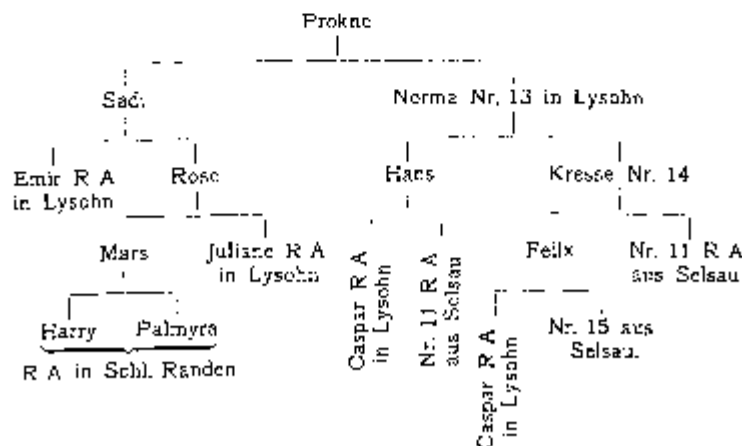 Prokne
Sadi
Norma Nr. 13 in Lysohn
Emir R A
in Lysohn
Rose
Hans
Kresse Nr. 14
Mars
Juliane R A
in Lysohn
Caspar R A
in Lysohn
Nr. 11 R A
aus Selsau
Felix
Nr. 11 R A
aus Selsau
Harry
Palmyra
R A in Schl. Randen
Caspar R A
in Lysohn
Nr. 15 aus
Selsau.